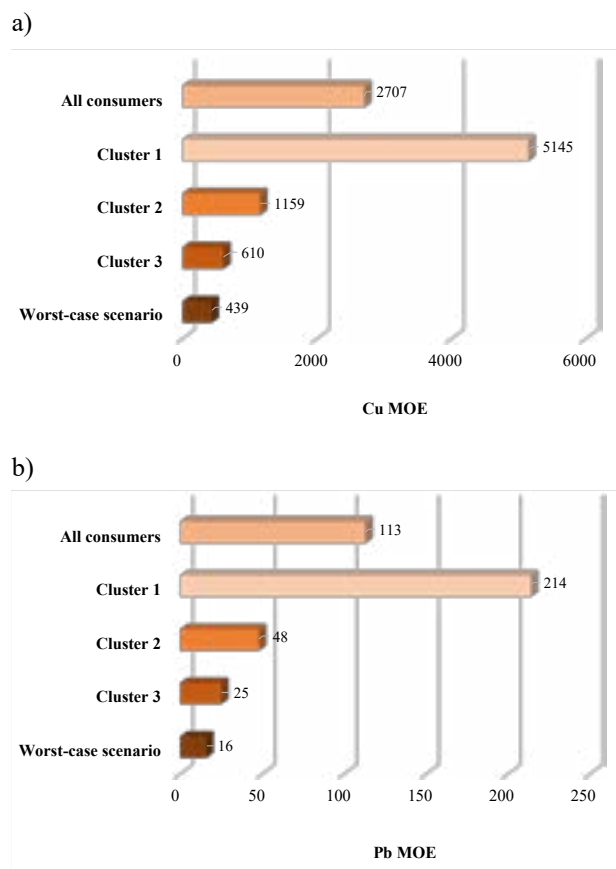 a)
All consumers 2707
Cluster 1 5145
Cluster 2 1159
Cluster 3 610
Worst-case scenario 439
0 2000 4000 6000
Cu MOE
b)
All consumers 113
Cluster 1 214
Cluster 2 48
Cluster 3 25
Worst-case scenario 16
0 50 100 150 200 250
Pb MOE